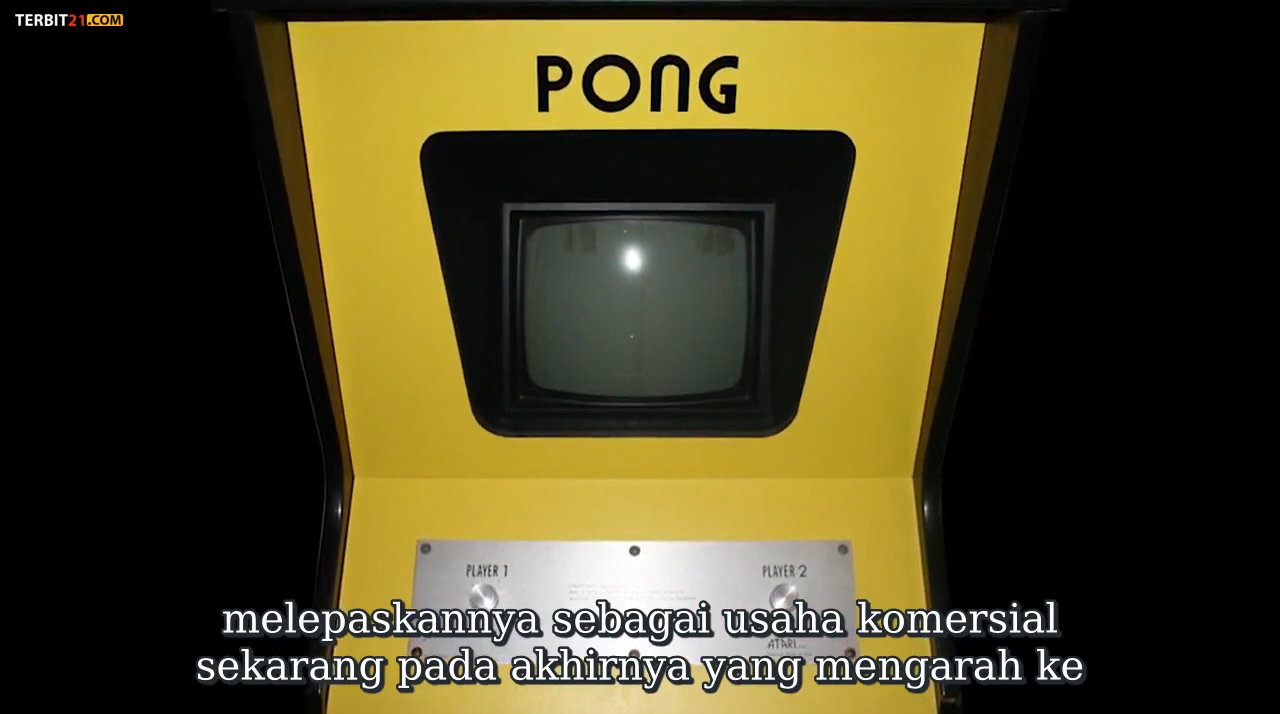 TERBIT21.COM
PONG
PLAYER 1
PLAYER 2
ATARI
melepaskannya sebagai usaha komersial
sekarang pada akhirnya yang mengarah ke